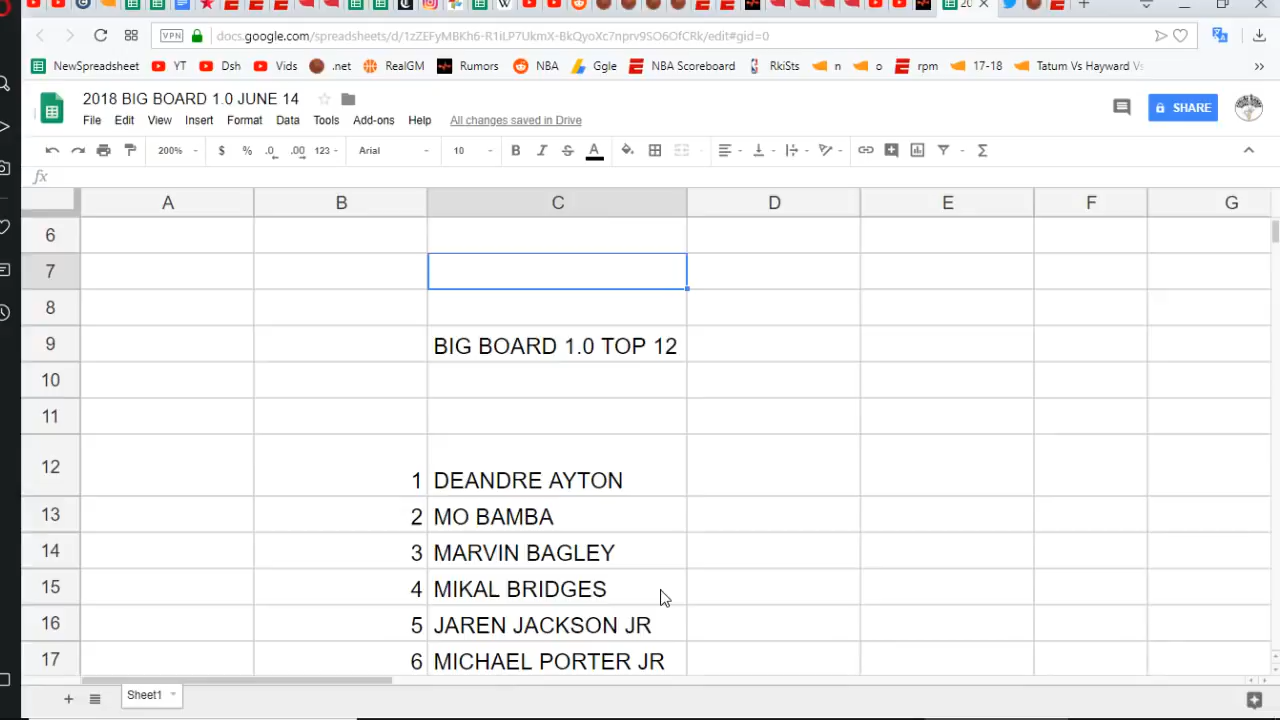 20
VPN docs.google.com/spreadsheets/d/1zZEFyMBKh6-R1iLP7UkmX-BkQyoXc7nprv9SO6OfCRk/edit#gid=0
NewSpreadsheet YT Dsh Vids .net RealGM Rumors NBA Ggle NBA Scoreboard RkiSts n o rpm 17-18 Tatum Vs Hayward Vs
2018 BIG BOARD 1.0 JUNE 14
SHARE
File Edit View Insert Format Data Tools Add-ons Help All changes saved in Drive
200% $ % .0 .00 123 Arial 10 B I S A
fx
A B C D E F G
6
7
8
9 BIG BOARD 1.0 TOP 12
10
11
12 1 DEANDRE AYTON
13 2 MO BAMBA
14 3 MARVIN BAGLEY
15 4 MIKAL BRIDGES
16 5 JAREN JACKSON JR
17 6 MICHAEL PORTER JR
Sheet1